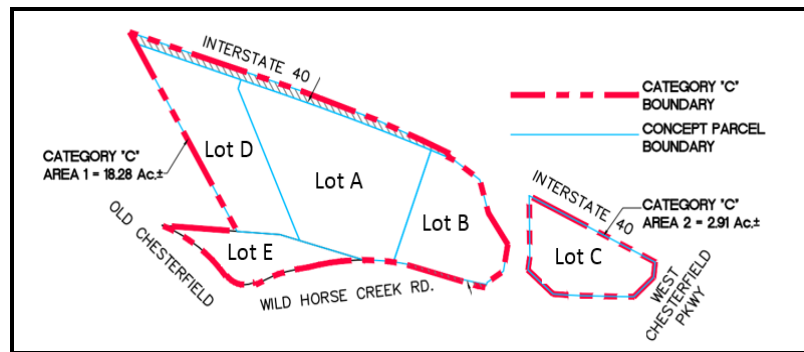 INTERSTATE 40
CATEGORY "C"
BOUNDARY
CONCEPT PARCEL
BOUNDARY
CATEGORY "C"
AREA 1 = 18.28 Ac.±
Lot D
Lot A
Lot B
Lot E
OLD CHESTERFIELD
WILD HORSE CREEK RD.
INTERSTATE 40
CATEGORY "C"
AREA 2 = 2.91 Ac.±
Lot C
WEST
CHESTERFIELD
PKWY